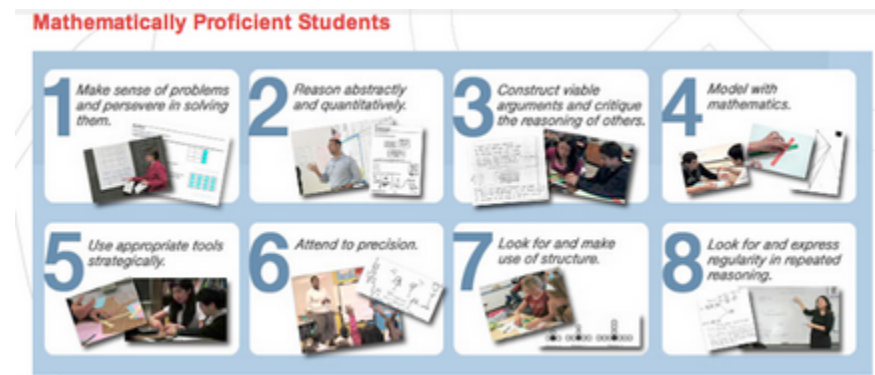 Mathematically Proficient Students
1
Make sense of problems
and persevere in solving
them.
2
Reason abstractly
and quantitatively.
3
Construct viable
arguments and critique
the reasoning of others.
4
Model with
mathematics.
5
Use appropriate tools
strategically.
6
Attend to precision.
7
Look for and make
use of structure.
8
Look for and express
regularity in repeated
reasoning.